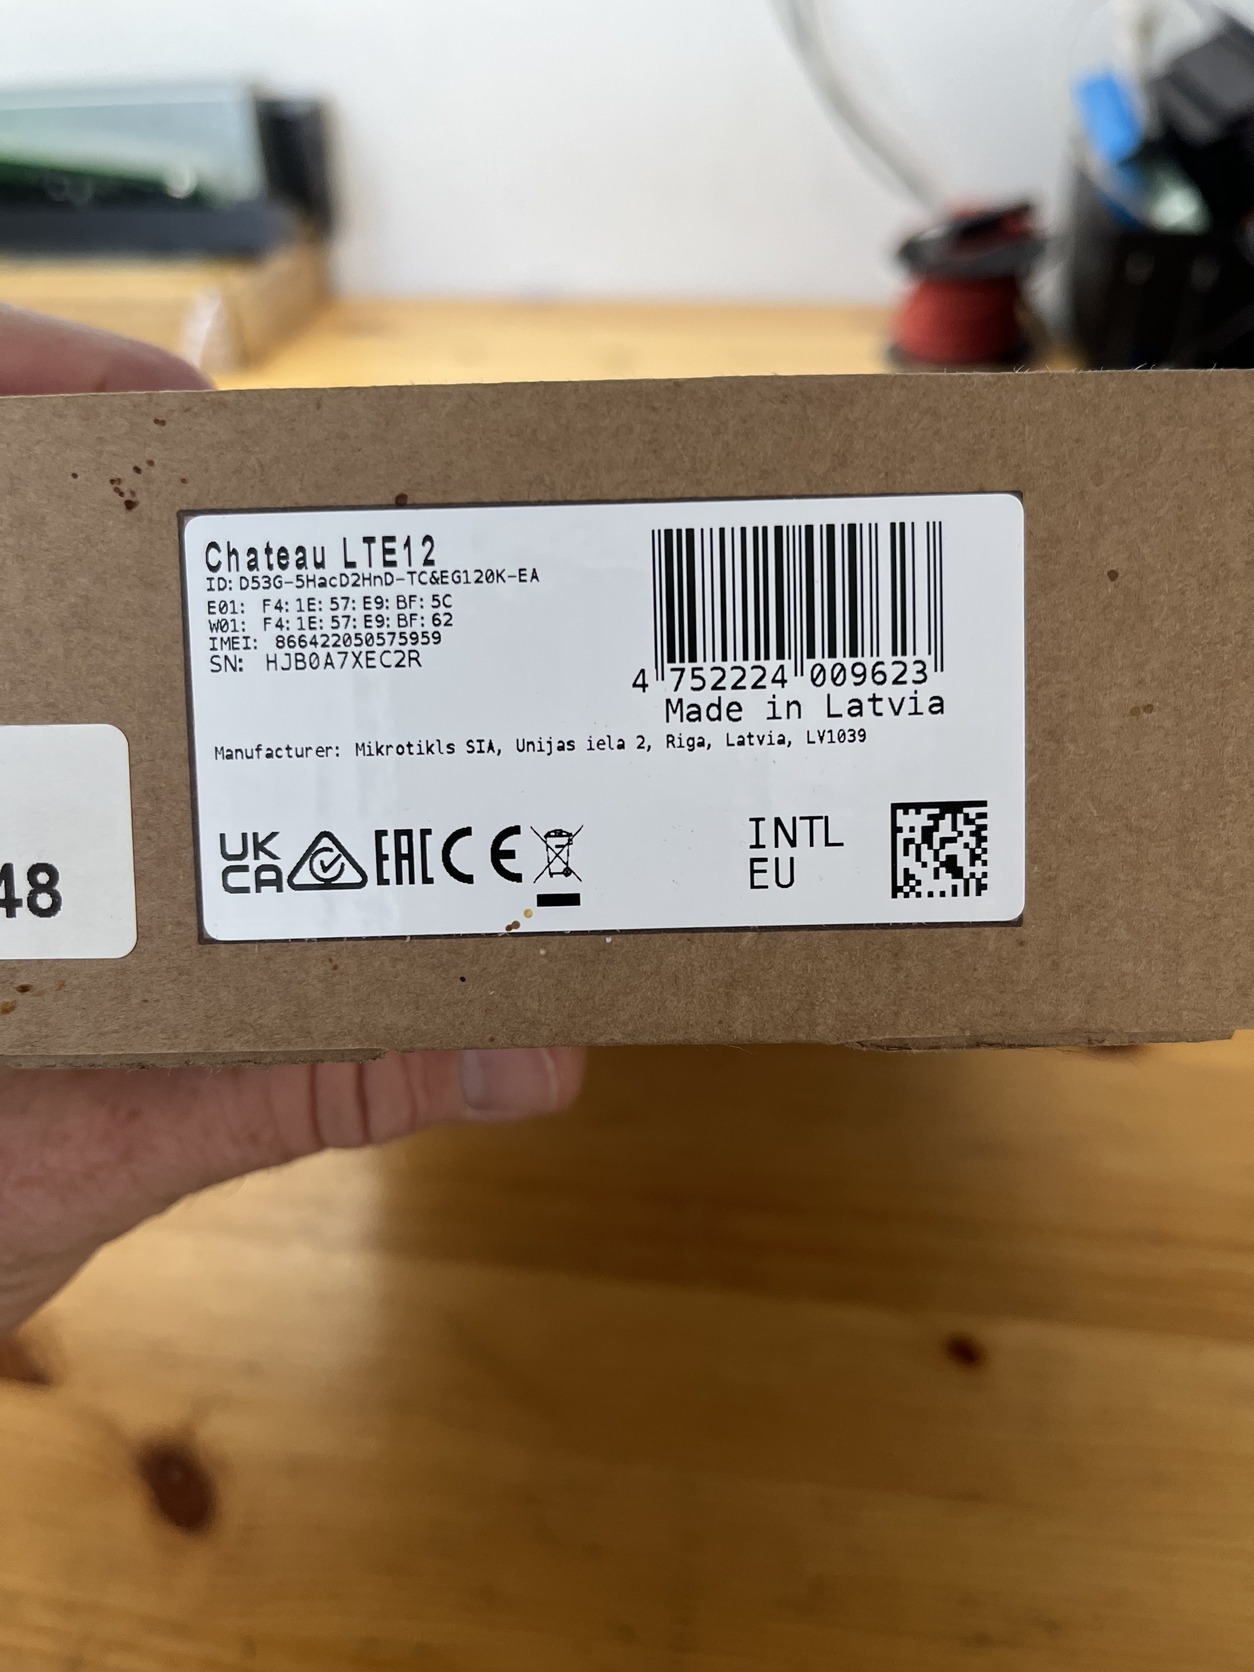 Chateau LTE12
ID: D53G-5HacD2HnD-TC&EG120K-EA
E01: F4: 1E: 57: E9: BF: 5C
W01: F4: 1E: 57: E9: BF: 62
IMEI: 866422050575959
SN: HJB0A7XEC2R
4 752224 009623
Made in Latvia
Manufacturer: Mikrotikls SIA, Unijas iela 2, Riga, Latvia, LV1039
UK
CA
EAC CE
INTL
EU
48